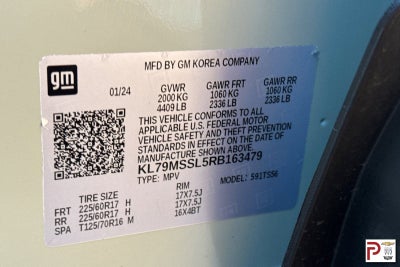 MFD BY GM KOREA COMPANY
gm
01/24 GVWR GAWR FRT GAWR RR
2000 KG 1060 KG 1060 KG
4409 LB 2336 LB 2336 LB
THIS VEHICLE CONFORMS TO ALL
APPLICABLE U.S. FEDERAL MOTOR
VEHICLE SAFETY AND THEFT PREVENTION
STANDARDS IN EFFECT ON THE DATE OF
MANUFACTURE SHOWN ABOVE.
KL79MSSL5RB163479
TYPE: MPV MODEL: 591TS56
TIRE SIZE RIM
FRT 225/60R17 H 17X7.5J
RR 225/60R17 H 17X7.5J
SPA T125/70R16 M 16X4BT
P